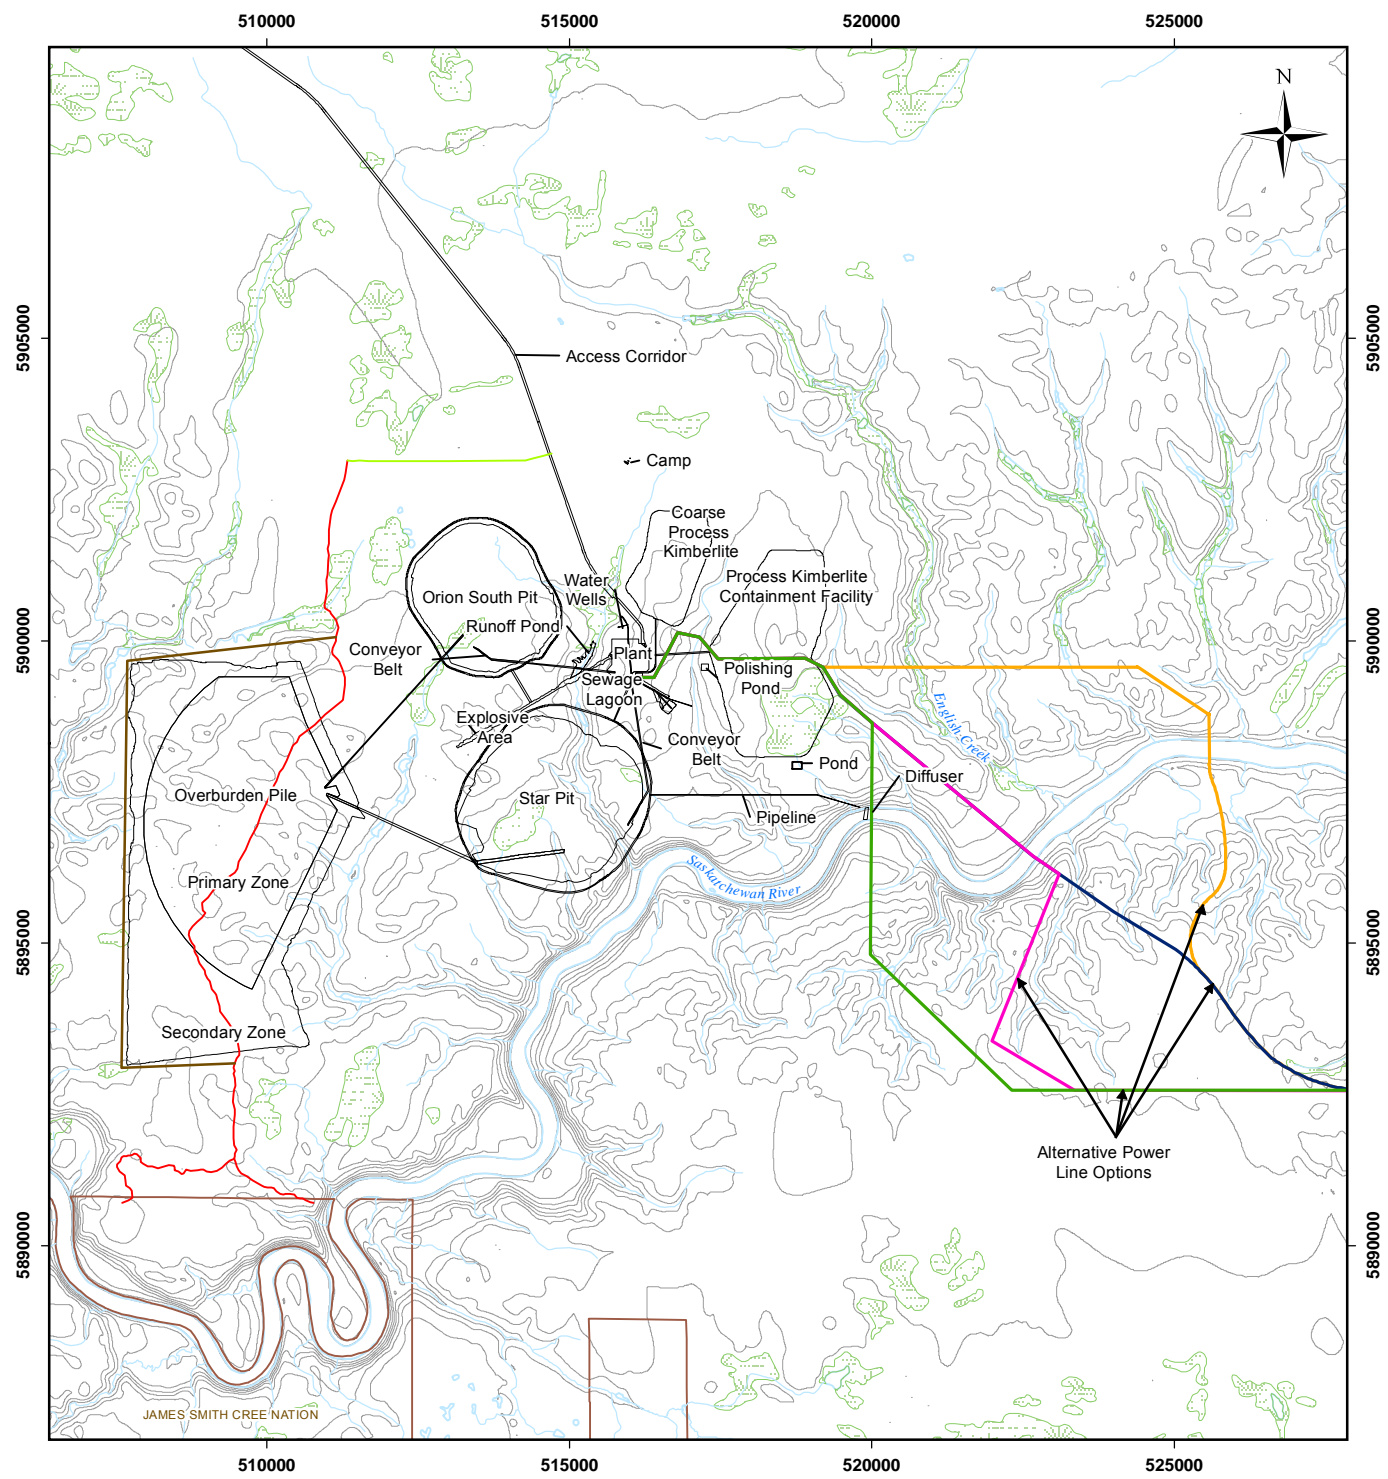 510000
515000
520000
525000
N
5905000
5905000
Access Corridor
Camp
Coarse
Process
Kimberlite
Water
Wells
Process Kimberlite
Containment Facility
Orion South Pit
Runoff Pond
5900000
5900000
Conveyor
Belt
Plant
Sewage
Lagoon
Polishing
Pond
English Creek
Explosive
Area
Conveyor
Belt
Pond
Diffuser
Overburden Pile
Star Pit
Pipeline
Saskatchewan River
Primary Zone
5895000
5895000
Secondary Zone
Alternative Power
Line Options
5890000
5890000
JAMES SMITH CREE NATION
510000
515000
520000
525000